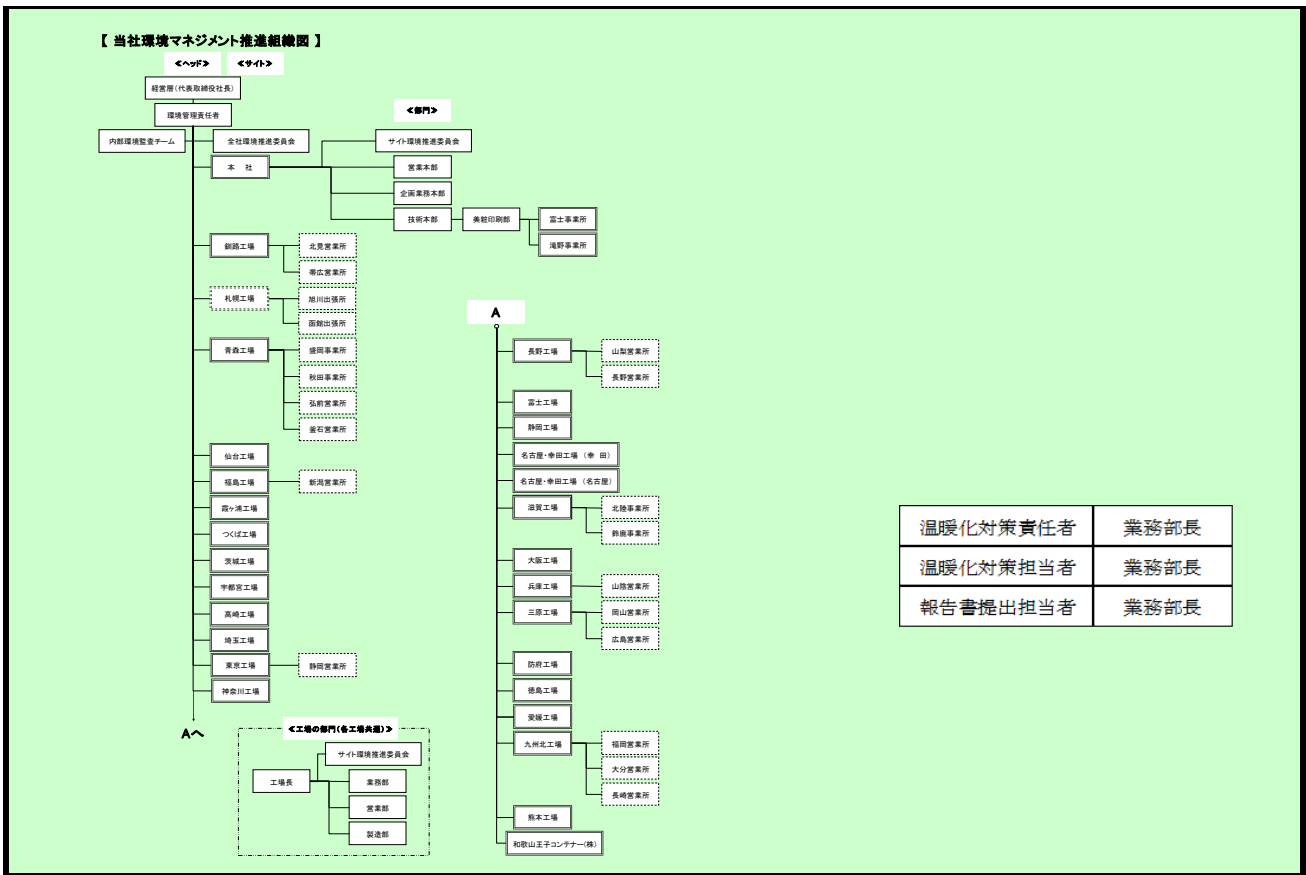 【 当社環境マネジメント推進組織図 】
≪ヘッド≫ ≪サイト≫
経営層(代表取締役社長)
環境管理責任者
≪部門≫
内部環境監査チーム
全社環境推進委員会
サイト環境推進委員会
本 社
営業本部
企画業務本部
技術本部
美粧印刷部
富士事業所
滝野事業所
釧路工場
北見営業所
帯広営業所
札幌工場
旭川出張所
函館出張所
青森工場
盛岡事業所
秋田事業所
弘前営業所
釜石営業所
仙台工場
福島工場
新潟営業所
霞ヶ浦工場
つくば工場
茨城工場
宇都宮工場
高崎工場
埼玉工場
東京工場
静岡営業所
神奈川工場
Aへ
≪工場の部門(各工場共通)≫
サイト環境推進委員会
工場長
業務部
営業部
製造部
A
長野工場
山梨営業所
長野営業所
富士工場
静岡工場
名古屋・幸田工場 (幸 田)
名古屋・幸田工場 (名古屋)
滋賀工場
北陸事業所
鈴鹿事業所
大阪工場
兵庫工場
山陰営業所
三原工場
岡山営業所
広島営業所
防府工場
徳島工場
愛媛工場
九州北工場
福岡営業所
大分営業所
長崎営業所
熊本工場
和歌山王子コンテナー(株)
温暖化対策責任者 業務部長
温暖化対策担当者 業務部長
報告書提出担当者 業務部長